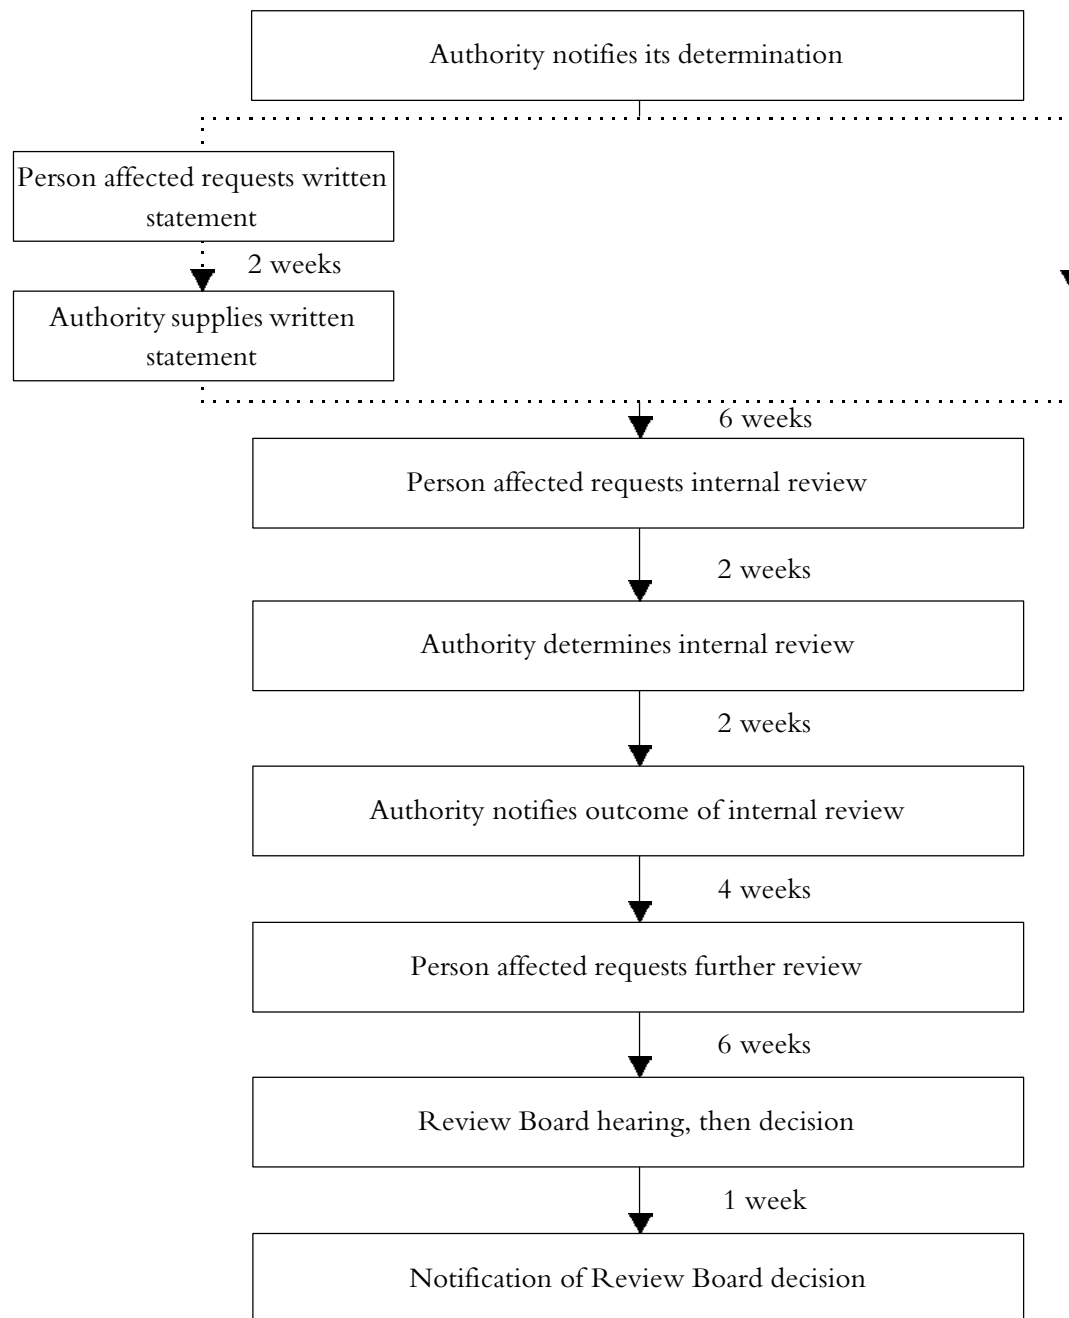 Authority notifies its determination
Person affected requests written
statement
2 weeks
Authority supplies written
statement
6 weeks
Person affected requests internal review
2 weeks
Authority determines internal review
2 weeks
Authority notifies outcome of internal review
4 weeks
Person affected requests further review
6 weeks
Review Board hearing, then decision
1 week
Notification of Review Board decision